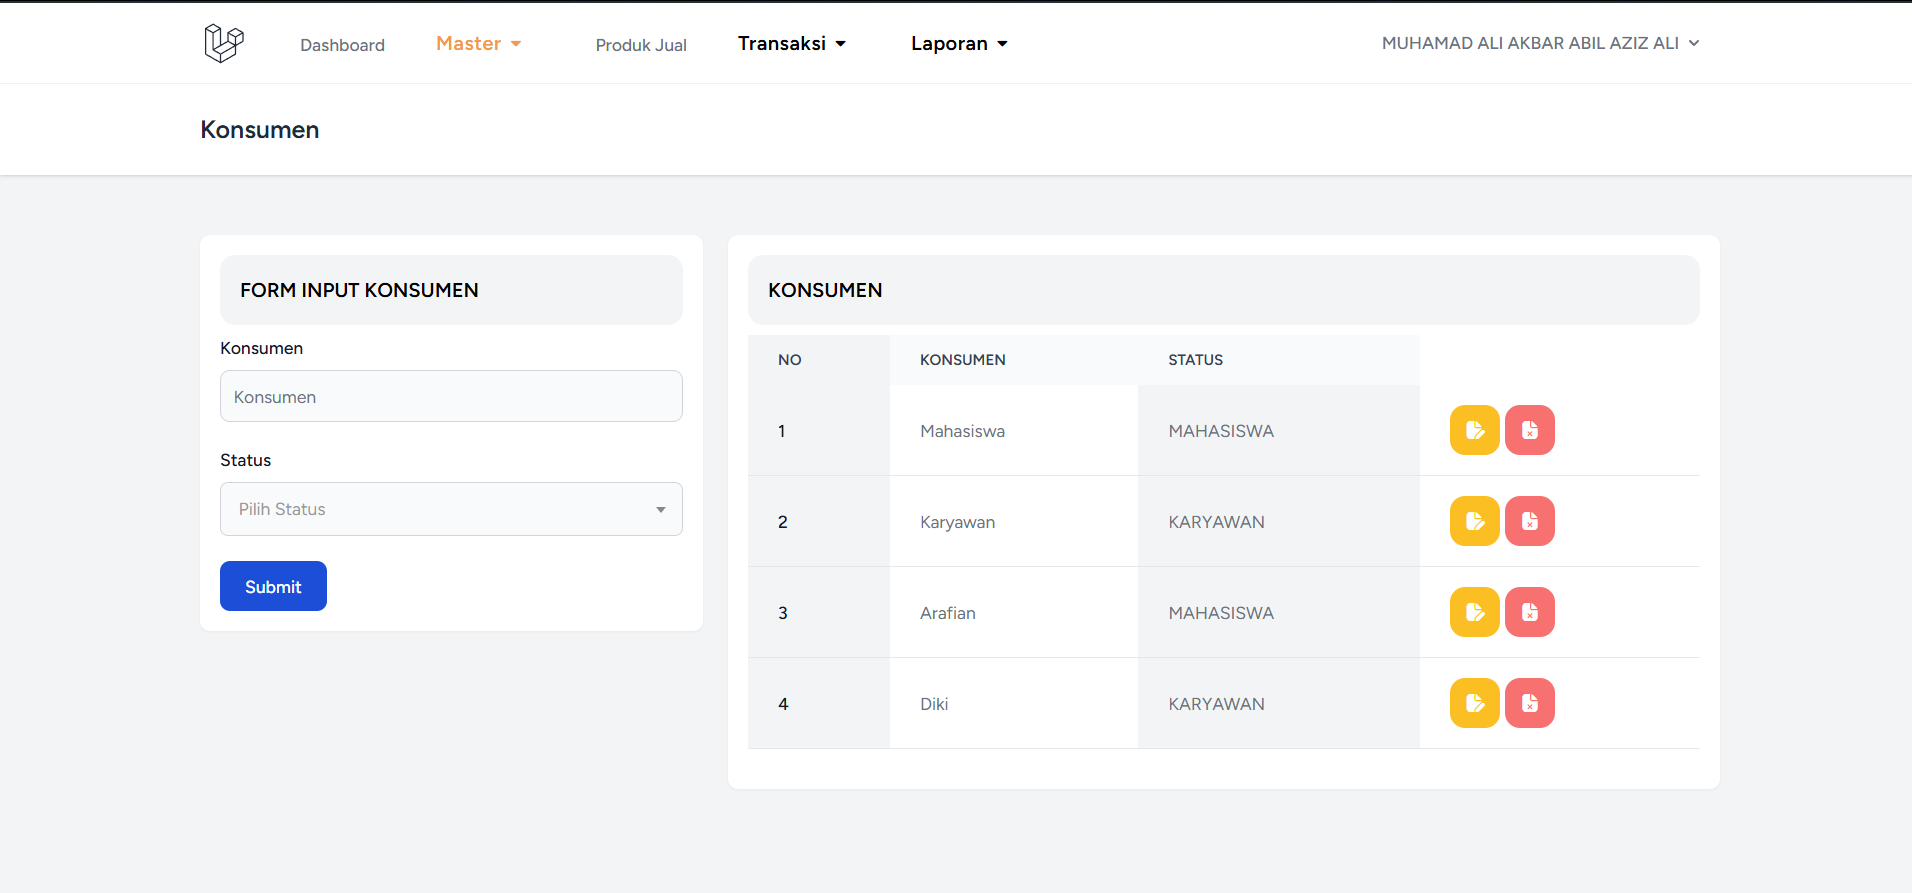 Dashboard Master Produk Jual Transaksi Laporan MUHAMAD ALI AKBAR ABIL AZIZ ALI
Konsumen
FORM INPUT KONSUMEN
Konsumen
Konsumen
Status
Pilih Status
Submit
KONSUMEN
NO KONSUMEN STATUS
1 Mahasiswa MAHASISWA
2 Karyawan KARYAWAN
3 Arafian MAHASISWA
4 Diki KARYAWAN